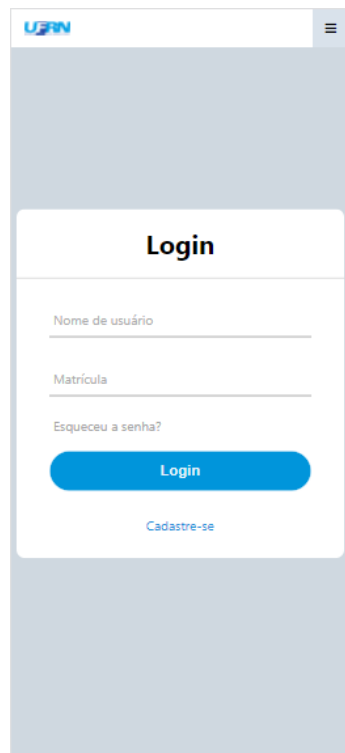 UFRN
Login
Nome de usuário
Matrícula
Esqueceu a senha?
Login
Cadastre-se